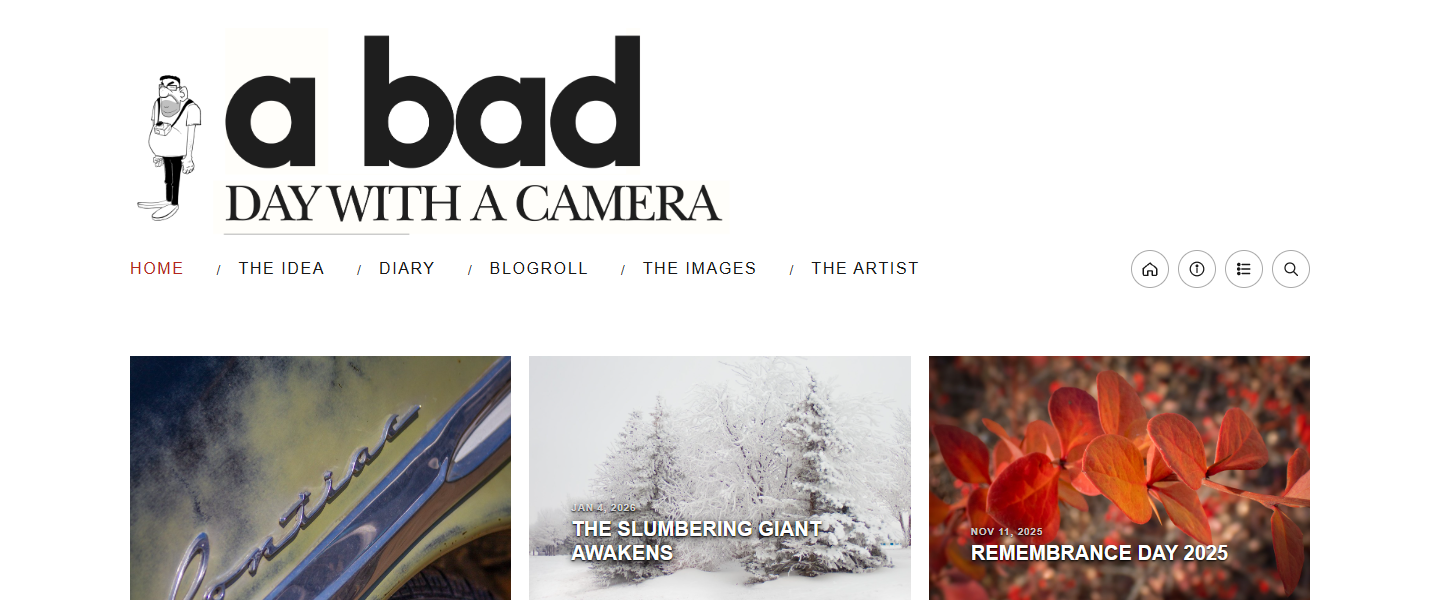 a bad
DAY WITH A CAMERA
HOME / THE IDEA / DIARY / BLOGROLL / THE IMAGES / THE ARTIST
Pontiac
JAN 4, 2026
THE SLUMBERING GIANT
AWAKENS
NOV 11, 2025
REMEMBRANCE DAY 2025